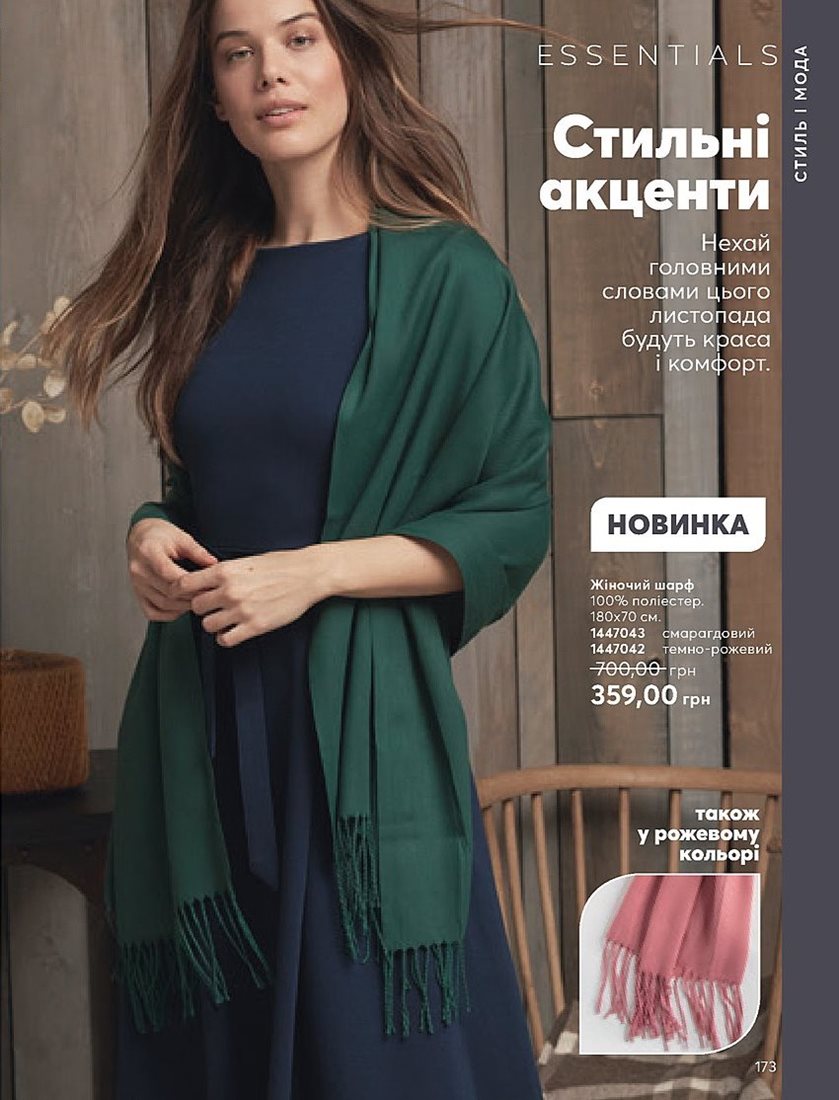 ESSENTIALS
СТИЛЬ І МОДА
Стильні
акценти
Нехай
головними
словами цього
листопада
будуть краса
і комфорт.
НОВИНКА
Жіночий шарф
100% поліестер.
180х70 см.
1447043 смарагдовий
1447042 темно-рожевий
700,00 грн
359,00 грн
також
у рожевому
кольорі
173